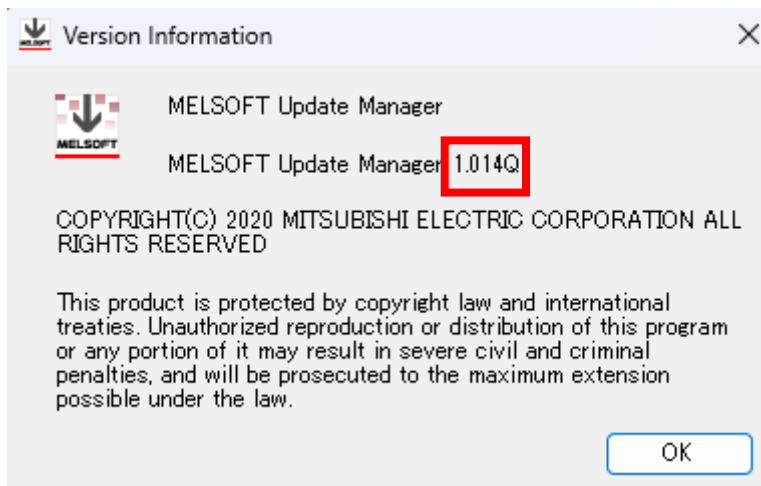 Version Information
MELSOFT Update Manager
MELSOFT
MELSOFT Update Manager 1.014Q
COPYRIGHT(C) 2020 MITSUBISHI ELECTRIC CORPORATION ALL
RIGHTS RESERVED
This product is protected by copyright law and international
treaties. Unauthorized reproduction or distribution of this program
or any portion of it may result in severe civil and criminal
penalties, and will be prosecuted to the maximum extension
possible under the law.
OK